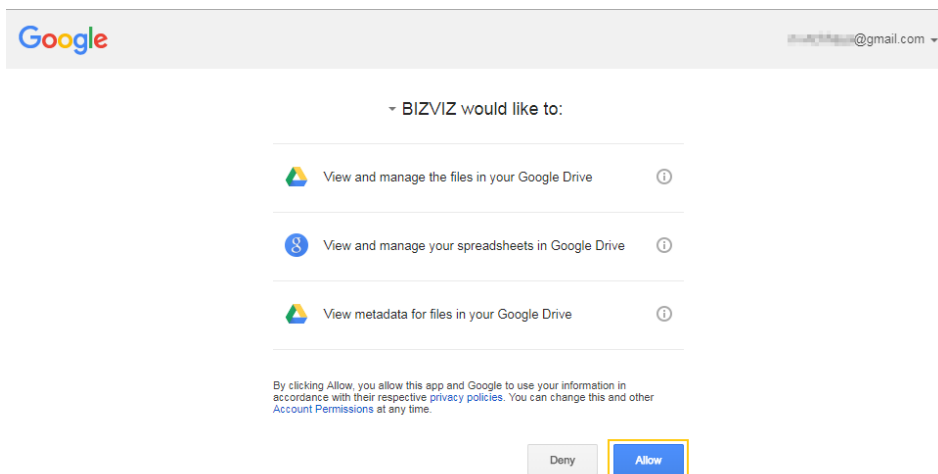 Google
@gmail.com
BIZVIZ would like to:
View and manage the files in your Google Drive
8 View and manage your spreadsheets in Google Drive
View metadata for files in your Google Drive
By clicking Allow, you allow this app and Google to use your information in
accordance with their respective privacy policies. You can change this and other
Account Permissions at any time.
Deny Allow